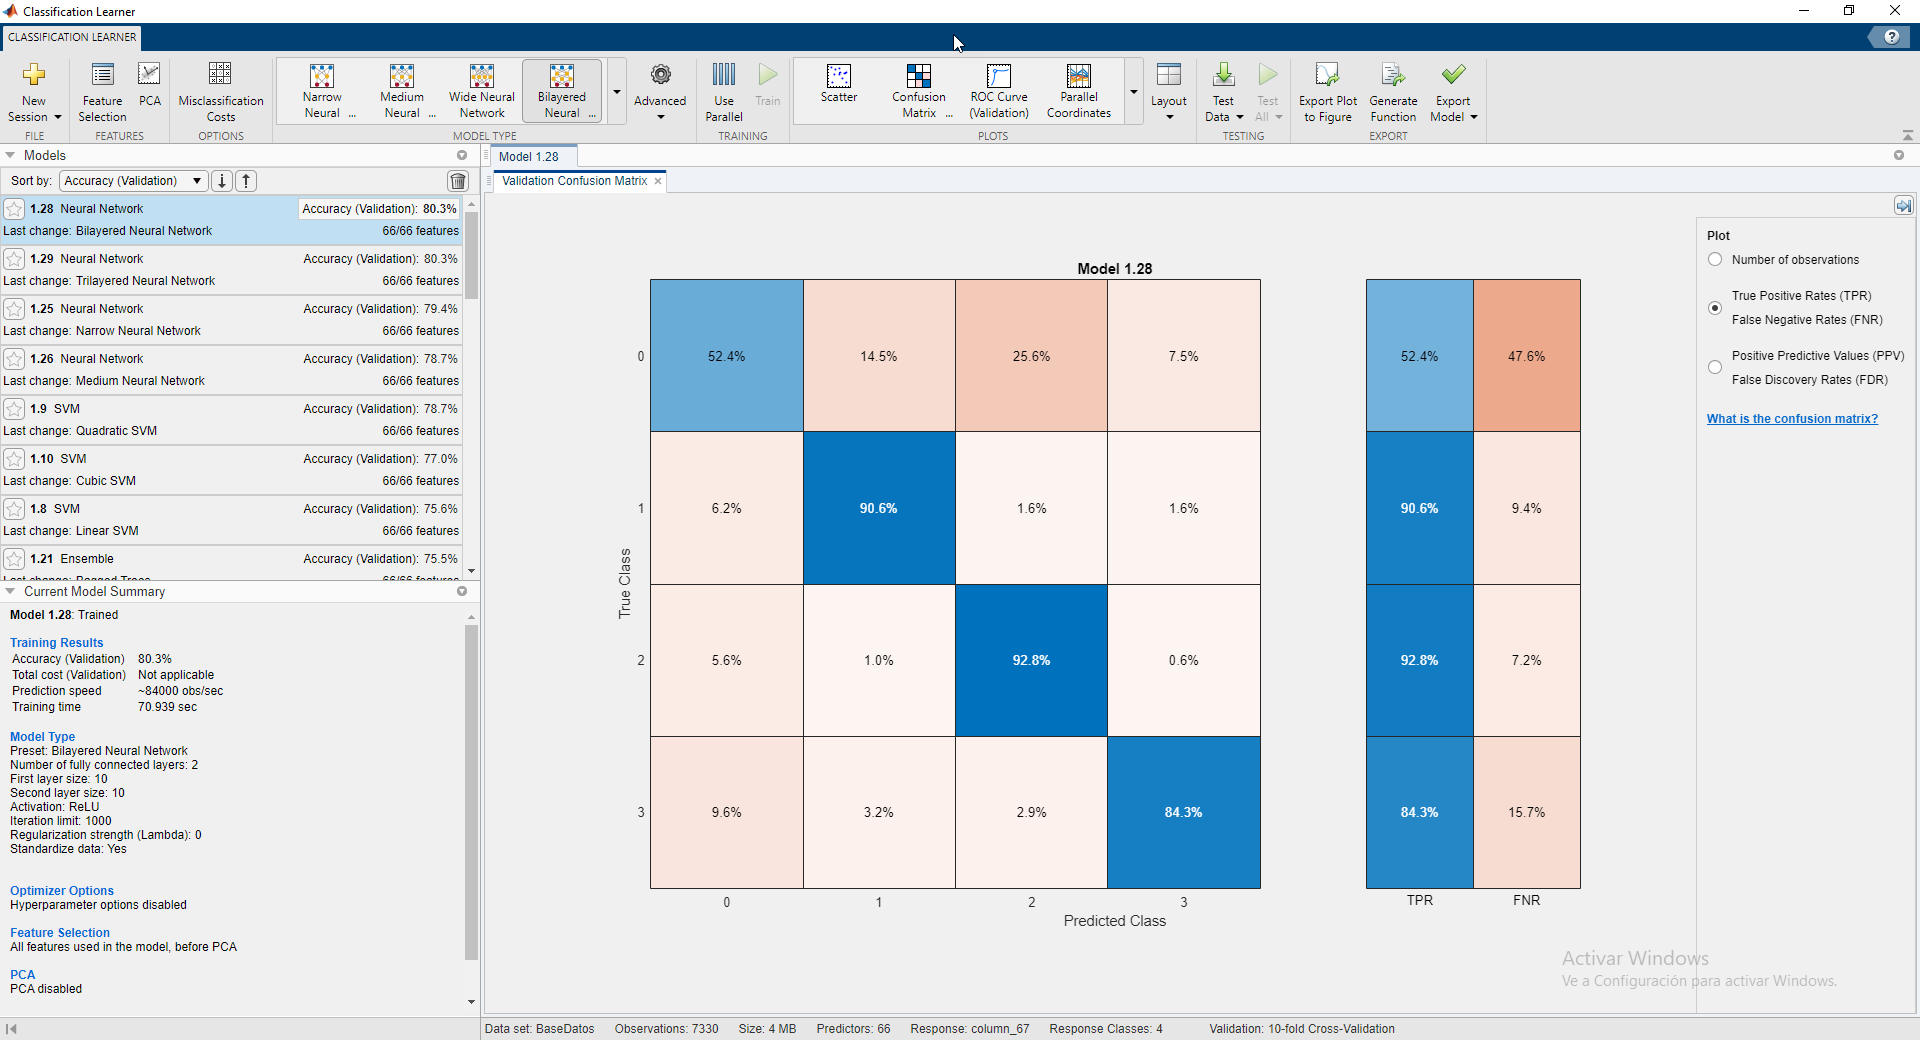 Classification Learner
CLASSIFICATION LEARNER
New Session
Feature Selection
PCA
Misclassification Costs
Narrow Neural ...
Medium Neural ...
Wide Neural Network
Bilayered Neural ...
Advanced
Use Parallel
Train
Scatter
Confusion Matrix ...
ROC Curve (Validation)
Parallel Coordinates
Layout
Test Data
Test All
Export Plot to Figure
Generate Function
Export Model
FILE
FEATURES
OPTIONS
MODEL TYPE
TRAINING
PLOTS
TESTING
EXPORT
Models
Sort by: Accuracy (Validation)
1.28 Neural Network Accuracy (Validation): 80.3%
Last change: Bilayered Neural Network 66/66 features
1.29 Neural Network Accuracy (Validation): 80.3%
Last change: Trilayered Neural Network 66/66 features
1.25 Neural Network Accuracy (Validation): 79.4%
Last change: Narrow Neural Network 66/66 features
1.26 Neural Network Accuracy (Validation): 78.7%
Last change: Medium Neural Network 66/66 features
1.9 SVM Accuracy (Validation): 78.7%
Last change: Quadratic SVM 66/66 features
1.10 SVM Accuracy (Validation): 77.0%
Last change: Cubic SVM 66/66 features
1.8 SVM Accuracy (Validation): 75.6%
Last change: Linear SVM 66/66 features
1.21 Ensemble Accuracy (Validation): 75.5%
Last change: Bagged Trees 66/66 features
Current Model Summary
Model 1.28: Trained
Training Results
Accuracy (Validation) 80.3%
Total cost (Validation) Not applicable
Prediction speed ~84000 obs/sec
Training time 70.939 sec
Model Type
Preset: Bilayered Neural Network
Number of fully connected layers: 2
First layer size: 10
Second layer size: 10
Activation: ReLU
Iteration limit: 1000
Regularization strength (Lambda): 0
Standardize data: Yes
Optimizer Options
Hyperparameter options disabled
Feature Selection
All features used in the model, before PCA
PCA
PCA disabled
Model 1.28
Validation Confusion Matrix
Model 1.28
True Class
0 52.4% 14.5% 25.6% 7.5% 52.4% 47.6%
1 6.2% 90.6% 1.6% 1.6% 90.6% 9.4%
2 5.6% 1.0% 92.8% 0.6% 92.8% 7.2%
3 9.6% 3.2% 2.9% 84.3% 84.3% 15.7%
0 1 2 3 TPR FNR
Predicted Class
Plot
Number of observations
True Positive Rates (TPR)
False Negative Rates (FNR)
Positive Predictive Values (PPV)
False Discovery Rates (FDR)
What is the confusion matrix?
Activar Windows
Ve a Configuración para activar Windows.
Data set: BaseDatos Observations: 7330 Size: 4 MB Predictors: 66 Response: column_67 Response Classes: 4 Validation: 10-fold Cross-Validation